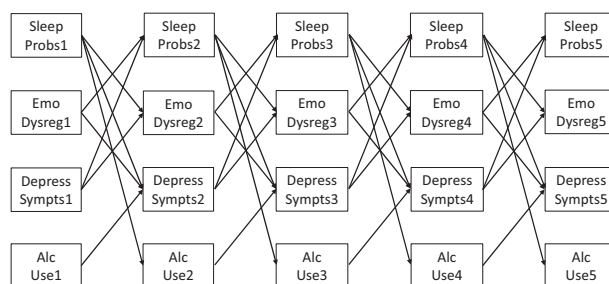 Sleep
Probs1
Sleep
Probs2
Sleep
Probs3
Sleep
Probs4
Sleep
Probs5
Emo
Dysreg1
Emo
Dysreg2
Emo
Dysreg3
Emo
Dysreg4
Emo
Dysreg5
Depress
Sympts1
Depress
Sympts2
Depress
Sympts3
Depress
Sympts4
Depress
Sympts5
Alc
Use1
Alc
Use2
Alc
Use3
Alc
Use4
Alc
Use5